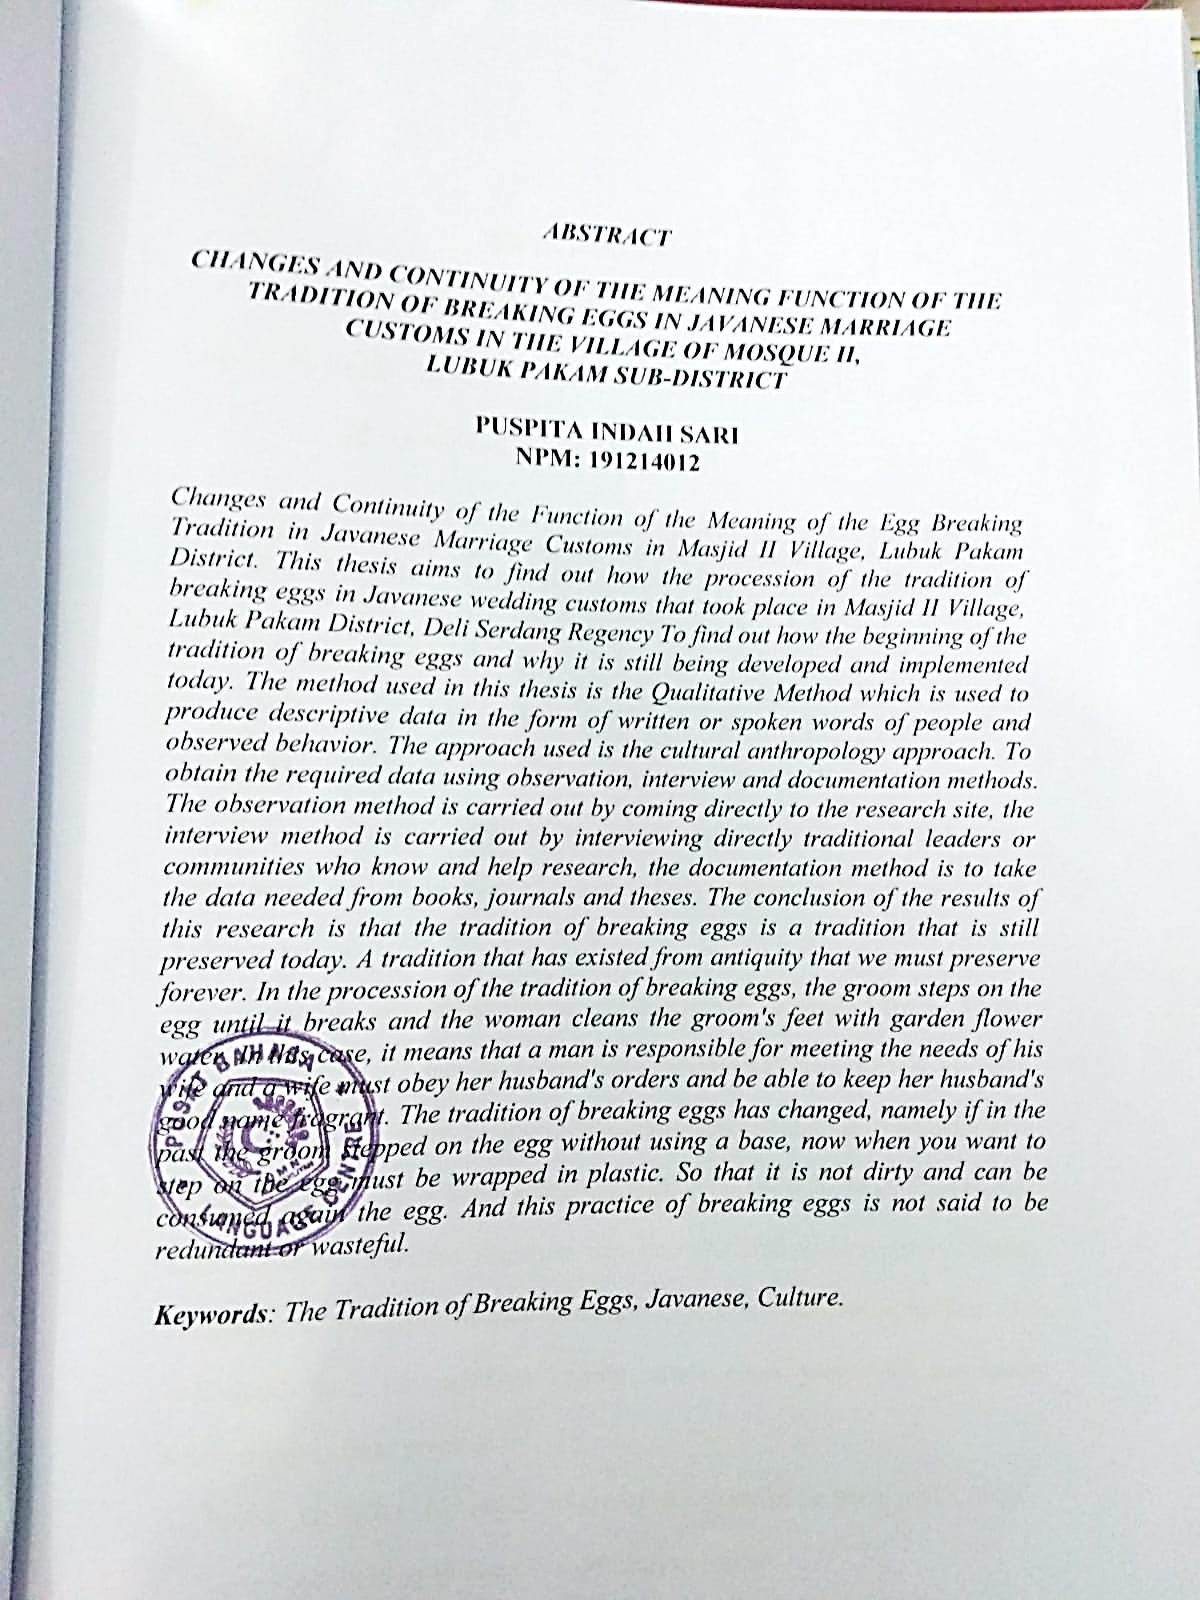 ABSTRACT
CHANGES AND CONTINUITY OF THE MEANING FUNCTION OF THE
TRADITION OF BREAKING EGGS IN JAVANESE MARRIAGE
CUSTOMS IN THE VILLAGE OF MOSQUE II,
LUBUK PAKAM SUB-DISTRICT
PUSPITA INDAH SARI
NPM: 191214012
Changes and Continuity of the Function of the Meaning of the Egg Breaking
Tradition in Javanese Marriage Customs in Masjid II Village, Lubuk Pakam
District. This thesis aims to find out how the procession of the tradition of
breaking eggs in Javanese wedding customs that took place in Masjid II Village,
Lubuk Pakam District, Deli Serdang Regency To find out how the beginning of the
tradition of breaking eggs and why it is still being developed and implemented
today. The method used in this thesis is the Qualitative Method which is used to
produce descriptive data in the form of written or spoken words of people and
observed behavior. The approach used is the cultural anthropology approach. To
obtain the required data using observation, interview and documentation methods.
The observation method is carried out by coming directly to the research site, the
interview method is carried out by interviewing directly traditional leaders or
communities who know and help research, the documentation method is to take
the data needed from books, journals and theses. The conclusion of the results of
this research is that the tradition of breaking eggs is a tradition that is still
preserved today. A tradition that has existed from antiquity that we must preserve
forever. In the procession of the tradition of breaking eggs, the groom steps on the
egg until it breaks and the woman cleans the groom's feet with garden flower
water. In this case, it means that a man is responsible for meeting the needs of his
wife and a wife must obey her husband's orders and be able to keep her husband's
good name fragrant. The tradition of breaking eggs has changed, namely if in the
past the groom stepped on the egg without using a base, now when you want to
step on the egg must be wrapped in plastic. So that it is not dirty and can be
consumed again the egg. And this practice of breaking eggs is not said to be
redundant or wasteful.
Keywords: The Tradition of Breaking Eggs, Javanese, Culture.
PUSAT BAHASA
LANGUAGE CENTRE